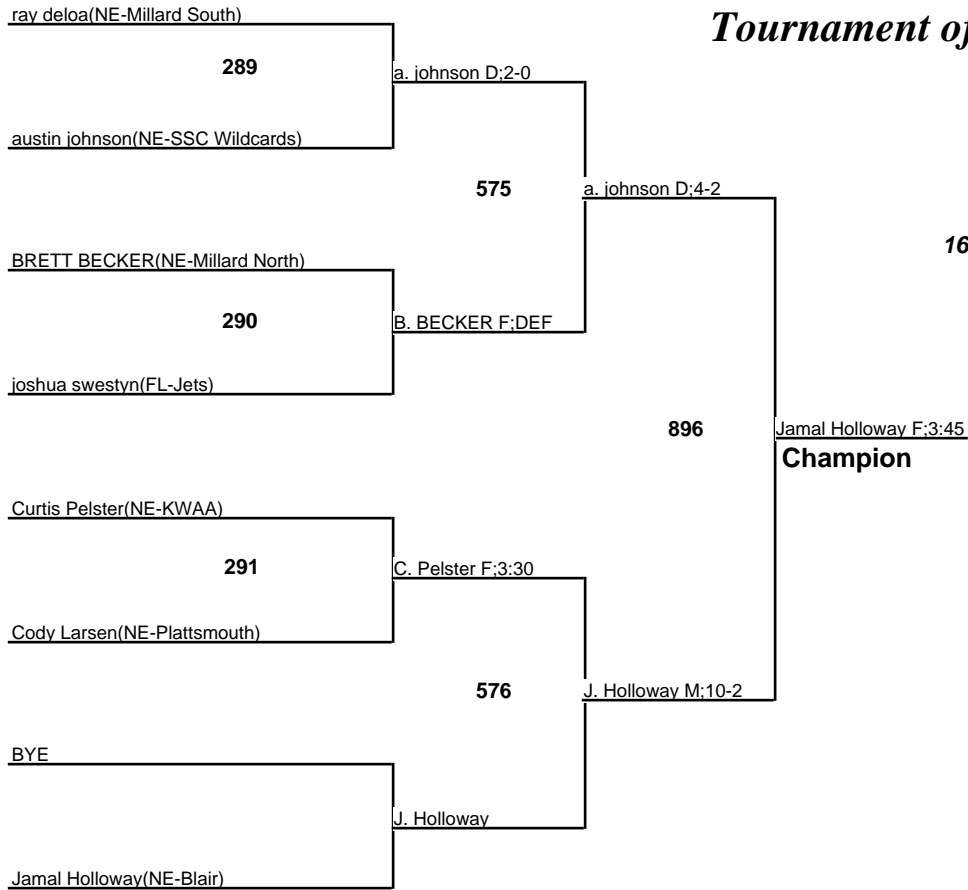 ray deloa(NE-Millard South)
Tournament of
289
a. johnson D;2-0
austin johnson(NE-SSC Wildcards)
575
a. johnson D;4-2
BRETT BECKER(NE-Millard North)
16
290
B. BECKER F;DEF
joshua swestyn(FL-Jets)
896
Jamal Holloway F;3:45
Champion
Curtis Pelster(NE-KWAA)
291
C. Pelster F;3:30
Cody Larsen(NE-Plattsmouth)
576
J. Holloway M;10-2
BYE
J. Holloway
Jamal Holloway(NE-Blair)